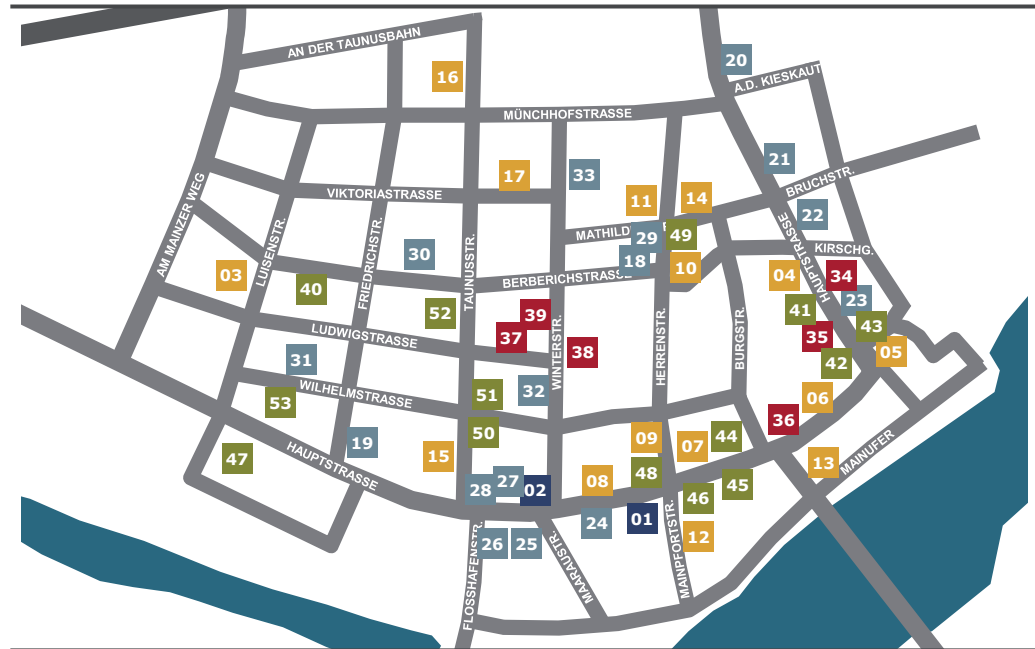 AN DER TAUNUSBAHN
16
20
A.D. KIESKAUT
MÜNCHHOFSTRASSE
21
17
33
BRUCHSTR.
VIKTORIASTRASSE
11
14
AM MAINZER WEG
22
HAUPTSTRASSE
MATHILD
29
49
KIRSCHG.
LUISENSTR.
FRIEDRICHSTR.
30
TAUNUSSTR.
18
10
03
BERBERICHSTRASSE
04
34
40
23
52
39
41
43
LUDWIGSTRASSE
37
35
38
WINTERSTR.
HERRENSTR.
BURGSTR.
05
31
42
WILHELMSTRASSE
51
32
06
53
36
50
09
07
44
19
15
HAUPTSTRASSE
47
13
MAINUFER
48
08
45
28
27
02
46
24
01
12
26
25
FLOSSHAFENSTR.
MAARAUSTR.
MAINPFORTSTR.